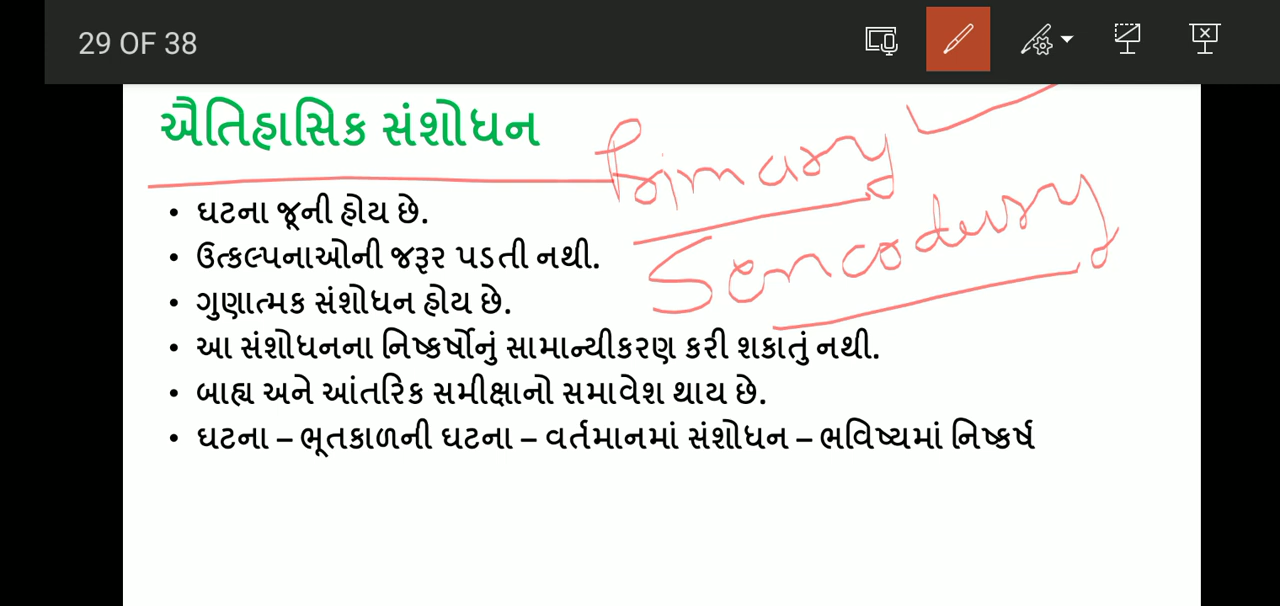 29 OF 38
ઐતિહાસિક સંશોધન
Primary
Sencodery
• ઘટના જૂની હોય છે.
• ઉત્કલ્પનાઓની જરૂર પડતી નથી.
• ગુણાત્મક સંશોધન હોય છે.
• આ સંશોધનના નિષ્કર્ષોનું સામાન્યીકરણ કરી શકાતું નથી.
• બાહ્ય અને આંતરિક સમીક્ષાનો સમાવેશ થાય છે.
• ઘટના – ભૂતકાળની ઘટના – વર્તમાનમાં સંશોધન – ભવિષ્યમાં નિષ્કર્ષ